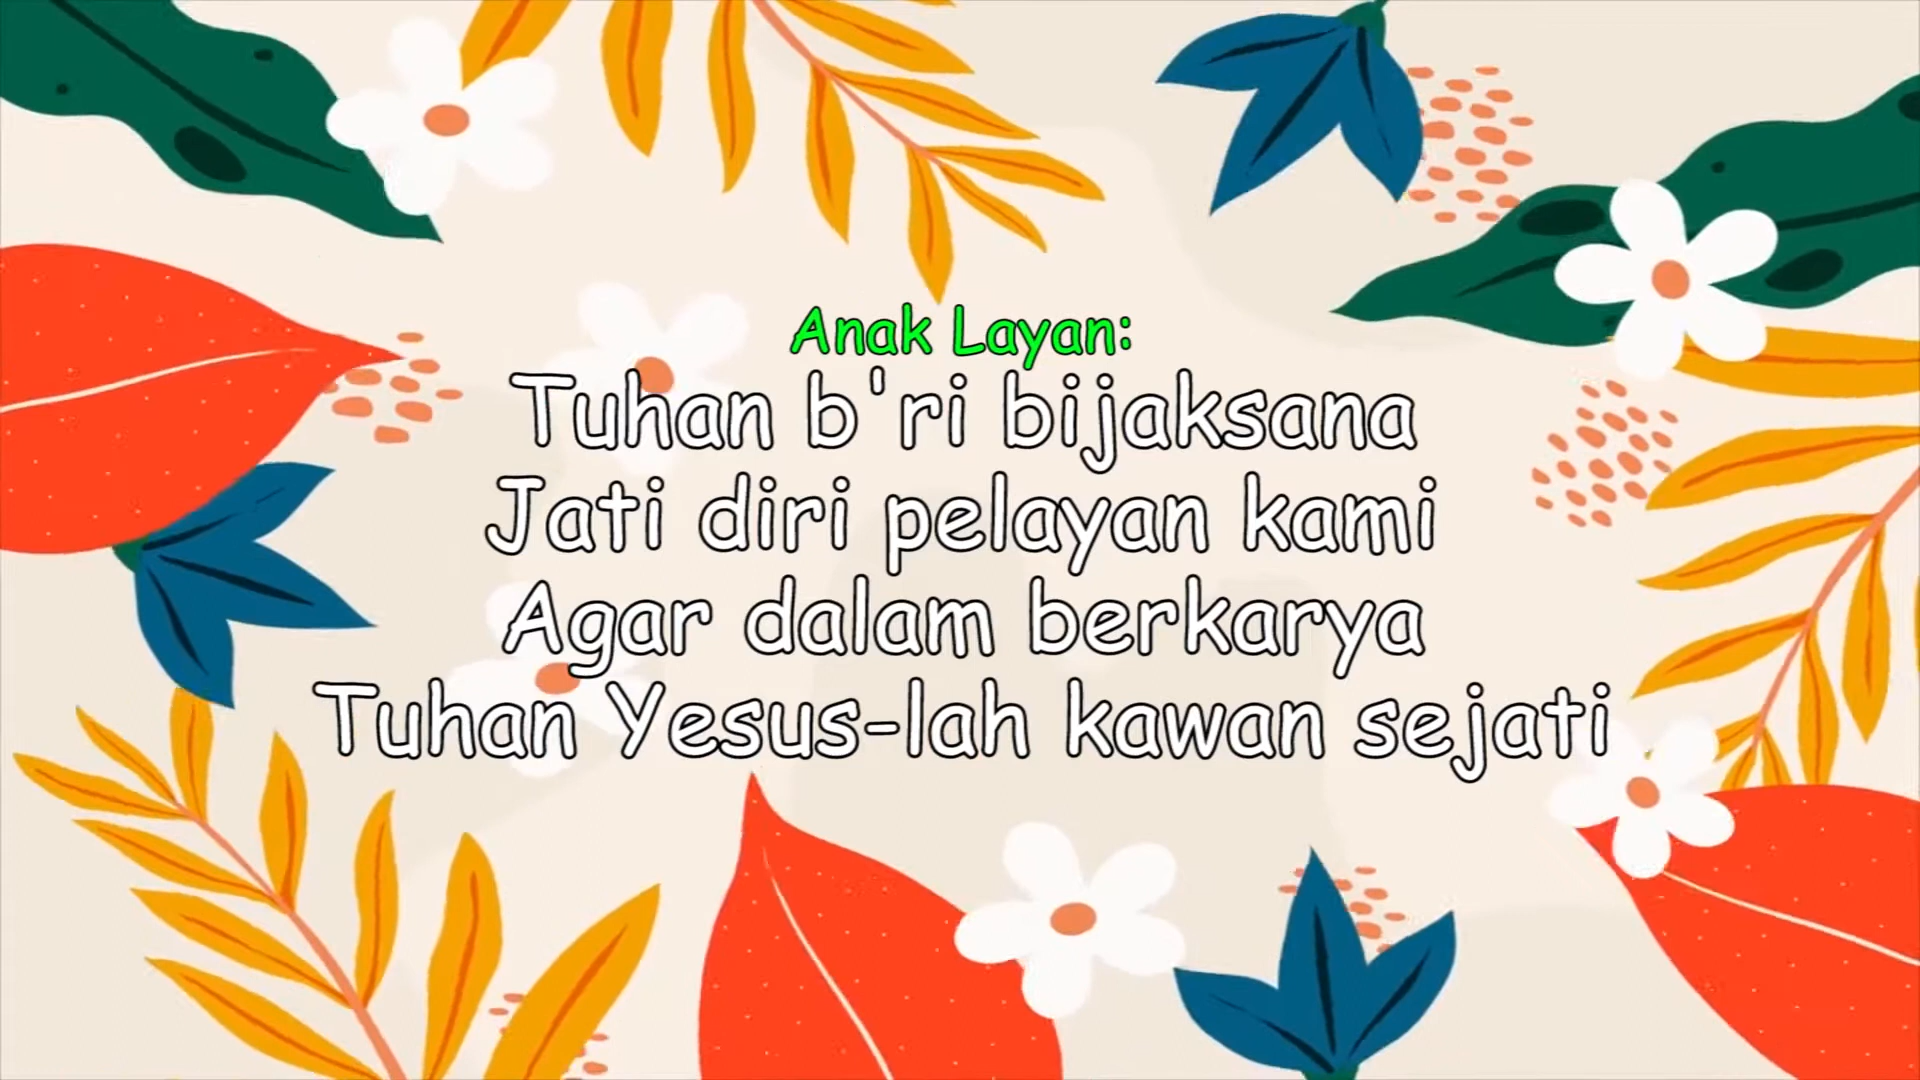 Anak Layan:
Tuhan b'ri bijaksana
Jati diri pelayan kami
Agar dalam berkarya
Tuhan Yesus-lah kawan sejati